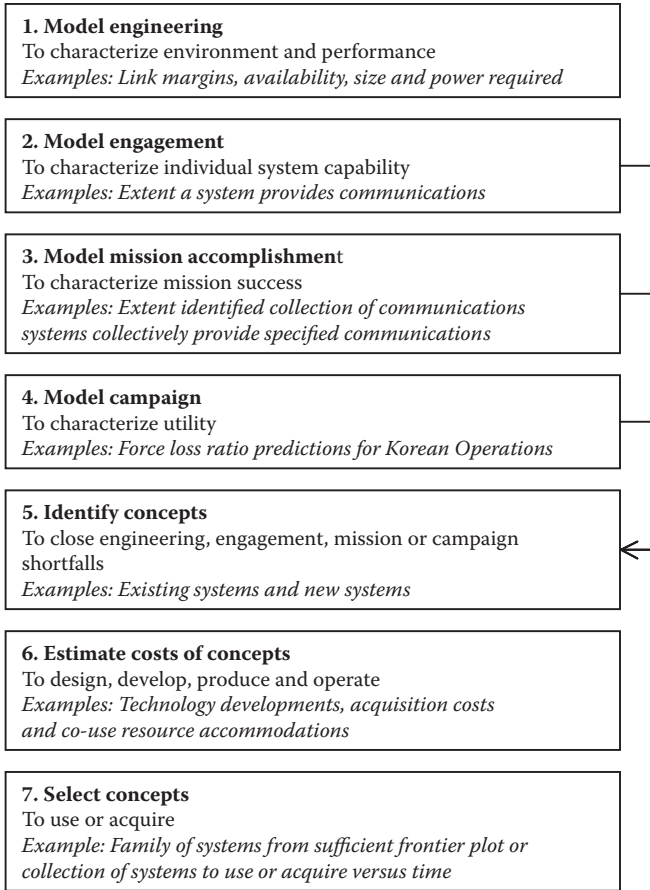 1. Model engineering
To characterize environment and performance
Examples: Link margins, availability, size and power required
2. Model engagement
To characterize individual system capability
Examples: Extent a system provides communications
3. Model mission accomplishment
To characterize mission success
Examples: Extent identified collection of communications
systems collectively provide specified communications
4. Model campaign
To characterize utility
Examples: Force loss ratio predictions for Korean Operations
5. Identify concepts
To close engineering, engagement, mission or campaign
shortfalls
Examples: Existing systems and new systems
6. Estimate costs of concepts
To design, develop, produce and operate
Examples: Technology developments, acquisition costs
and co-use resource accommodations
7. Select concepts
To use or acquire
Example: Family of systems from sufficient frontier plot or
collection of systems to use or acquire versus time